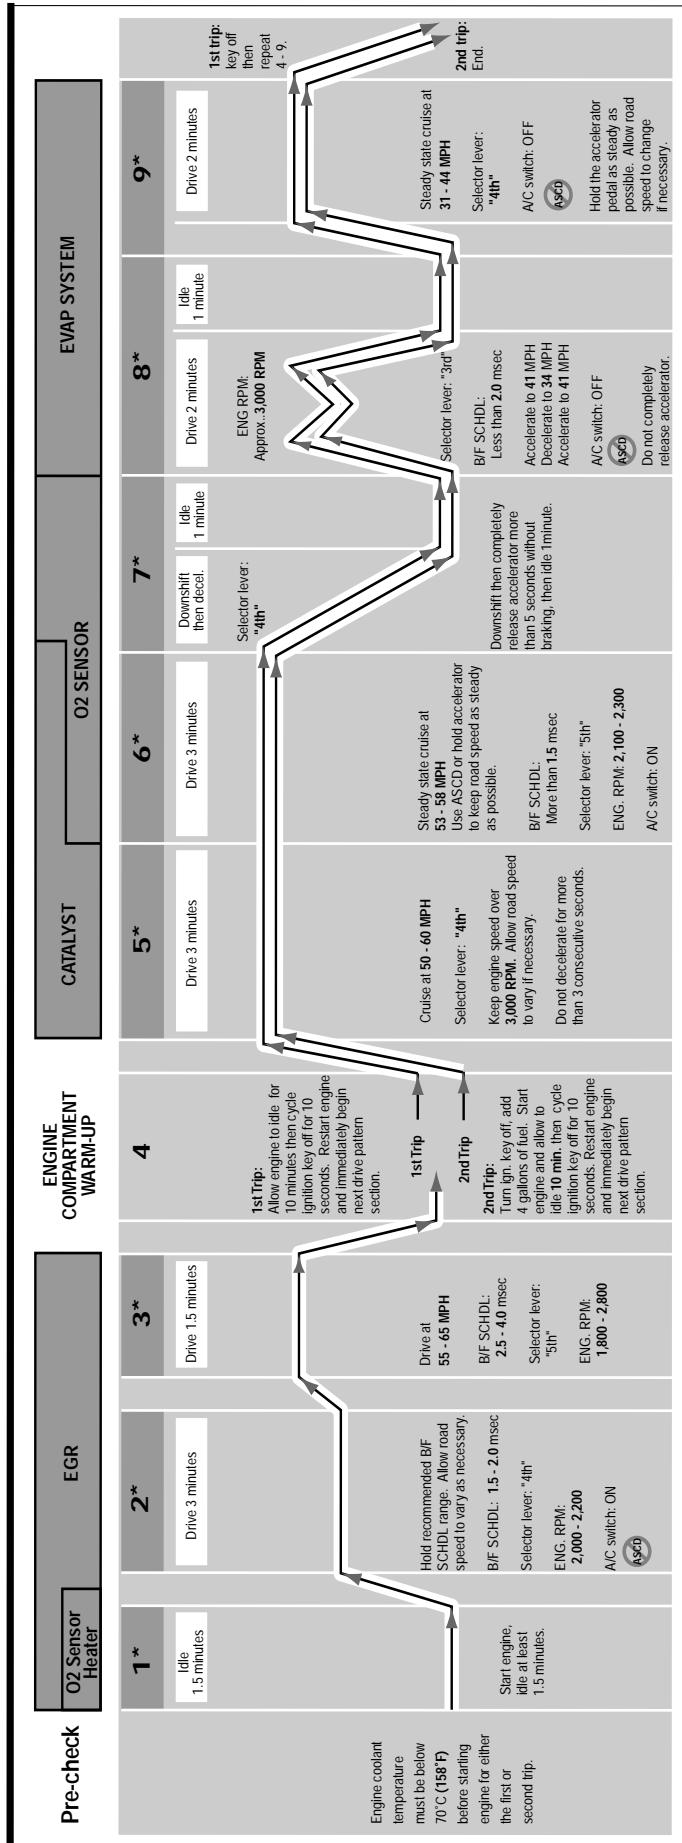 Pre-check
O2 Sensor
Heater
EGR
ENGINE
COMPARTMENT
WARM-UP
CATALYST
O2 SENSOR
EVAP SYSTEM
Engine coolant
temperature
must be below
70˚C (158˚F)
before starting
engine for either
the first or
second trip.
1*
Idle
1.5 minutes
Start engine,
idle at least
1.5 minutes.
2*
Drive 3 minutes
Hold recommended B/F
SCHDL range. Allow road
speed to vary as necessary.
B/F SCHDL: 1.5 - 2.0 msec
Selector lever: "4th"
ENG. RPM:
2,000 - 2,200
A/C switch: ON
ASCD
3*
Drive 1.5 minutes
Drive at
55 - 65 MPH
B/F SCHDL:
2.5 - 4.0 msec
Selector lever:
"5th"
ENG. RPM:
1,800 - 2,800
4
1st Trip:
Allow engine to idle for
10 minutes then cycle
ignition key off for 10
seconds. Restart engine
and immediately begin
next drive pattern
section.
1st Trip
2nd Trip
2nd Trip:
Turn ign. key off, add
4 gallons of fuel. Start
engine and allow to
idle 10 min. then cycle
ignition key off for 10
seconds. Restart engine
and immediately begin
next drive pattern
section.
5*
Drive 3 minutes
Cruise at 50 - 60 MPH
Selector lever: "4th"
Keep engine speed over
3,000 RPM. Allow road speed
to vary if necessary.
Do not decelerate for more
than 3 consecutive seconds.
6*
Drive 3 minutes
Steady state cruise at
53 - 58 MPH
Use ASCD or hold accelerator
to keep road speed as steady
as possible.
B/F SCHDL:
More than 1.5 msec
Selector lever: "5th"
ENG. RPM: 2,100 - 2,300
A/C switch: ON
7*
Downshift
then decel.
Idle
1 minute
Selector lever:
"4th"
Downshift then completely
release accelerator more
than 5 seconds without
braking, then idle 1minute.
8*
Drive 2 minutes
Idle
1 minute
ENG RPM:
Approx..3,000 RPM
Selector lever: "3rd"
B/F SCHDL:
Less than 2.0 msec
Accelerate to 41 MPH
Decelerate to 34 MPH
Accelerate to 41 MPH
A/C switch: OFF
ASCD
Do not completely
release accelerator.
9*
Drive 2 minutes
Steady state cruise at
31 - 44 MPH
Selector lever:
"4th"
A/C switch: OFF
ASCD
Hold the accelerator
pedal as steady as
possible. Allow road
speed to change
if necessary.
1st trip:
key off
then
repeat
4 - 9.
2nd trip:
End.